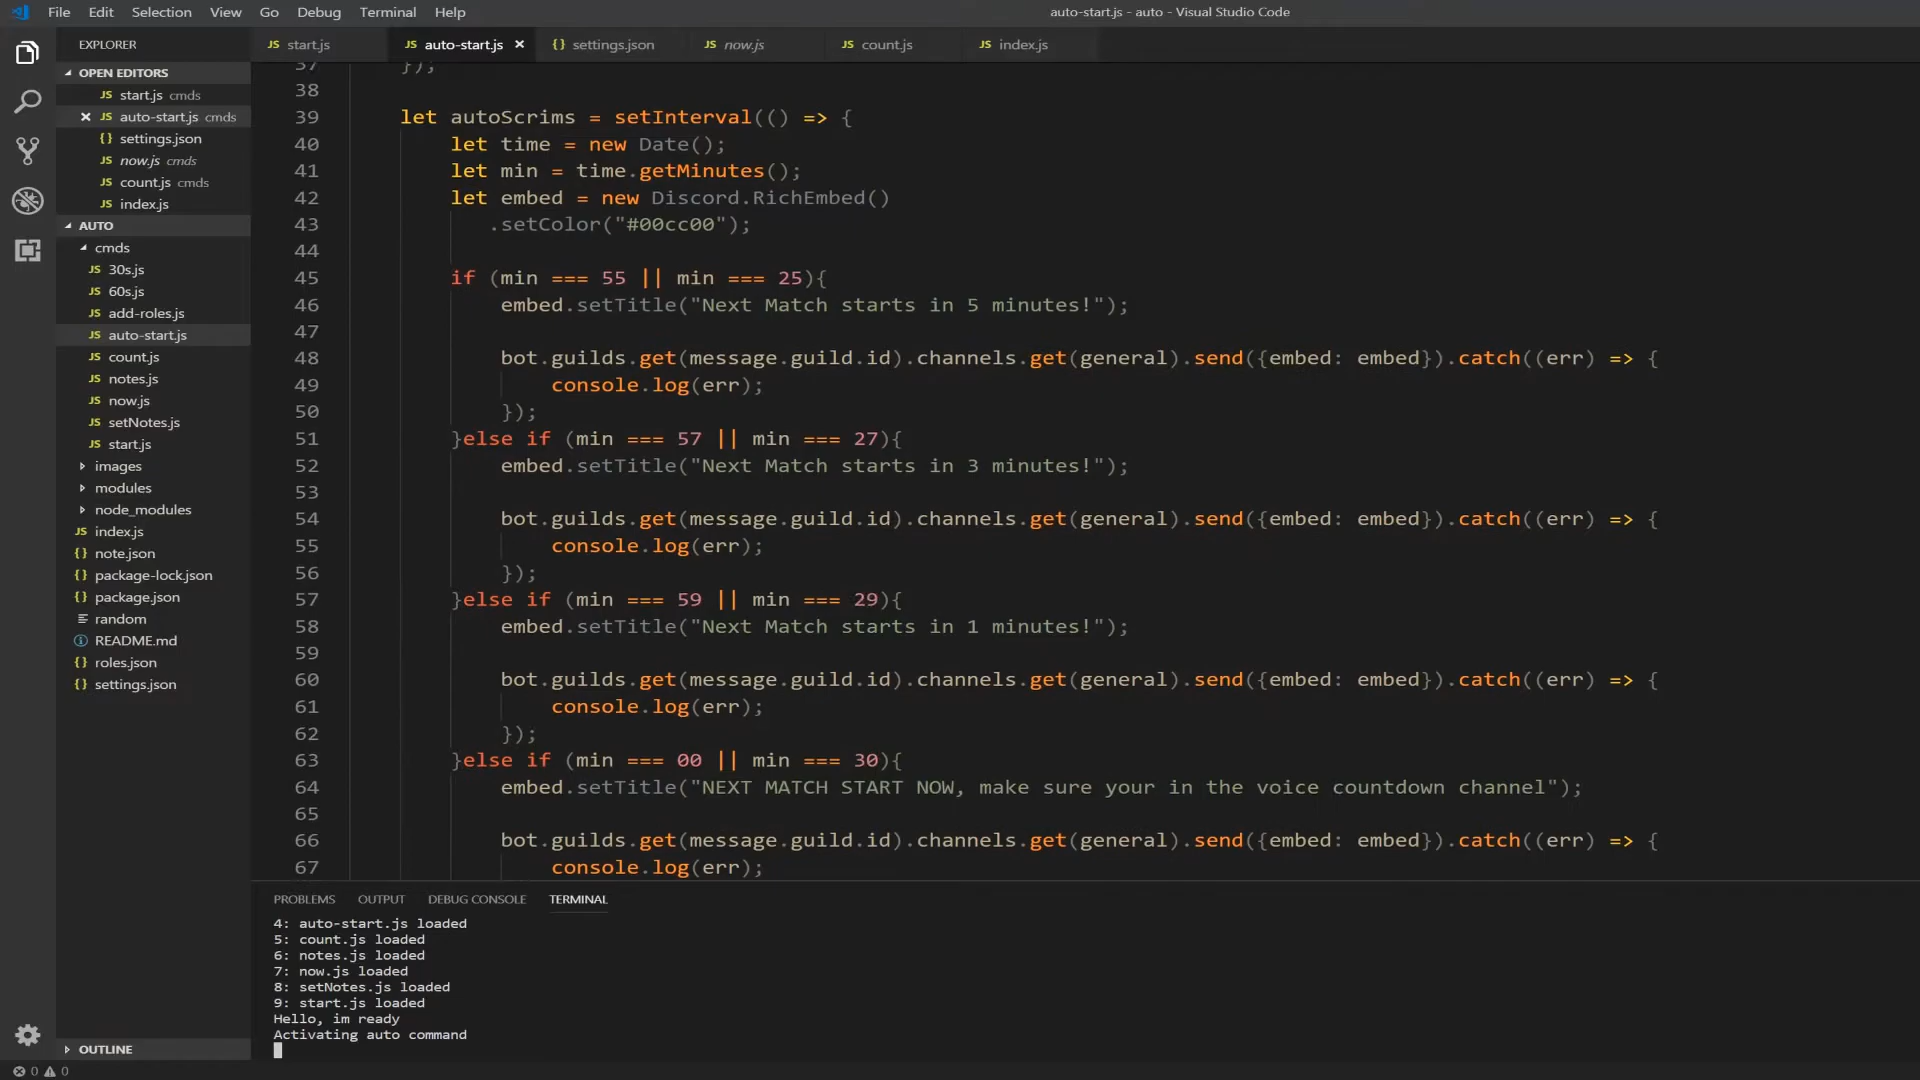 File Edit Selection View Go Debug Terminal Help
auto-start.js - auto - Visual Studio Code
EXPLORER
OPEN EDITORS
JS start.js cmds
JS auto-start.js cmds
{} settings.json
JS now.js cmds
JS count.js cmds
JS index.js
AUTO
cmds
JS 30s.js
JS 60s.js
JS add-roles.js
JS auto-start.js
JS count.js
JS notes.js
JS now.js
JS setNotes.js
JS start.js
images
modules
node_modules
JS index.js
{} note.json
{} package-lock.json
{} package.json
random
README.md
{} roles.json
{} settings.json
OUTLINE
0 0
JS start.js JS auto-start.js {} settings.json JS now.js JS count.js JS index.js
37 });
38
39 let autoScrims = setInterval(() => {
40 let time = new Date();
41 let min = time.getMinutes();
42 let embed = new Discord.RichEmbed()
43 .setColor("#00cc00");
44
45 if (min === 55 || min === 25){
46 embed.setTitle("Next Match starts in 5 minutes!");
47
48 bot.guilds.get(message.guild.id).channels.get(general).send({embed: embed}).catch((err) => {
49 console.log(err);
50 });
51 }else if (min === 57 || min === 27){
52 embed.setTitle("Next Match starts in 3 minutes!");
53
54 bot.guilds.get(message.guild.id).channels.get(general).send({embed: embed}).catch((err) => {
55 console.log(err);
56 });
57 }else if (min === 59 || min === 29){
58 embed.setTitle("Next Match starts in 1 minutes!");
59
60 bot.guilds.get(message.guild.id).channels.get(general).send({embed: embed}).catch((err) => {
61 console.log(err);
62 });
63 }else if (min === 00 || min === 30){
64 embed.setTitle("NEXT MATCH START NOW, make sure your in the voice countdown channel");
65
66 bot.guilds.get(message.guild.id).channels.get(general).send({embed: embed}).catch((err) => {
67 console.log(err);
PROBLEMS OUTPUT DEBUG CONSOLE TERMINAL
4: auto-start.js loaded
5: count.js loaded
6: notes.js loaded
7: now.js loaded
8: setNotes.js loaded
9: start.js loaded
Hello, im ready
Activating auto command